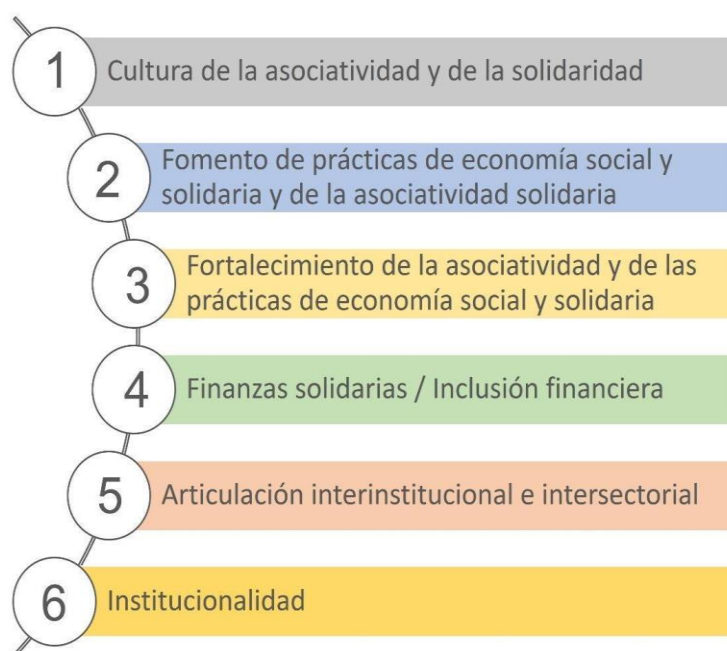 1
Cultura de la asociatividad y de la solidaridad
2
Fomento de prácticas de economía social y
solidaria y de la asociatividad solidaria
3
Fortalecimiento de la asociatividad y de las
prácticas de economía social y solidaria
4
Finanzas solidarias / Inclusión financiera
5
Articulación interinstitucional e intersectorial
6
Institucionalidad